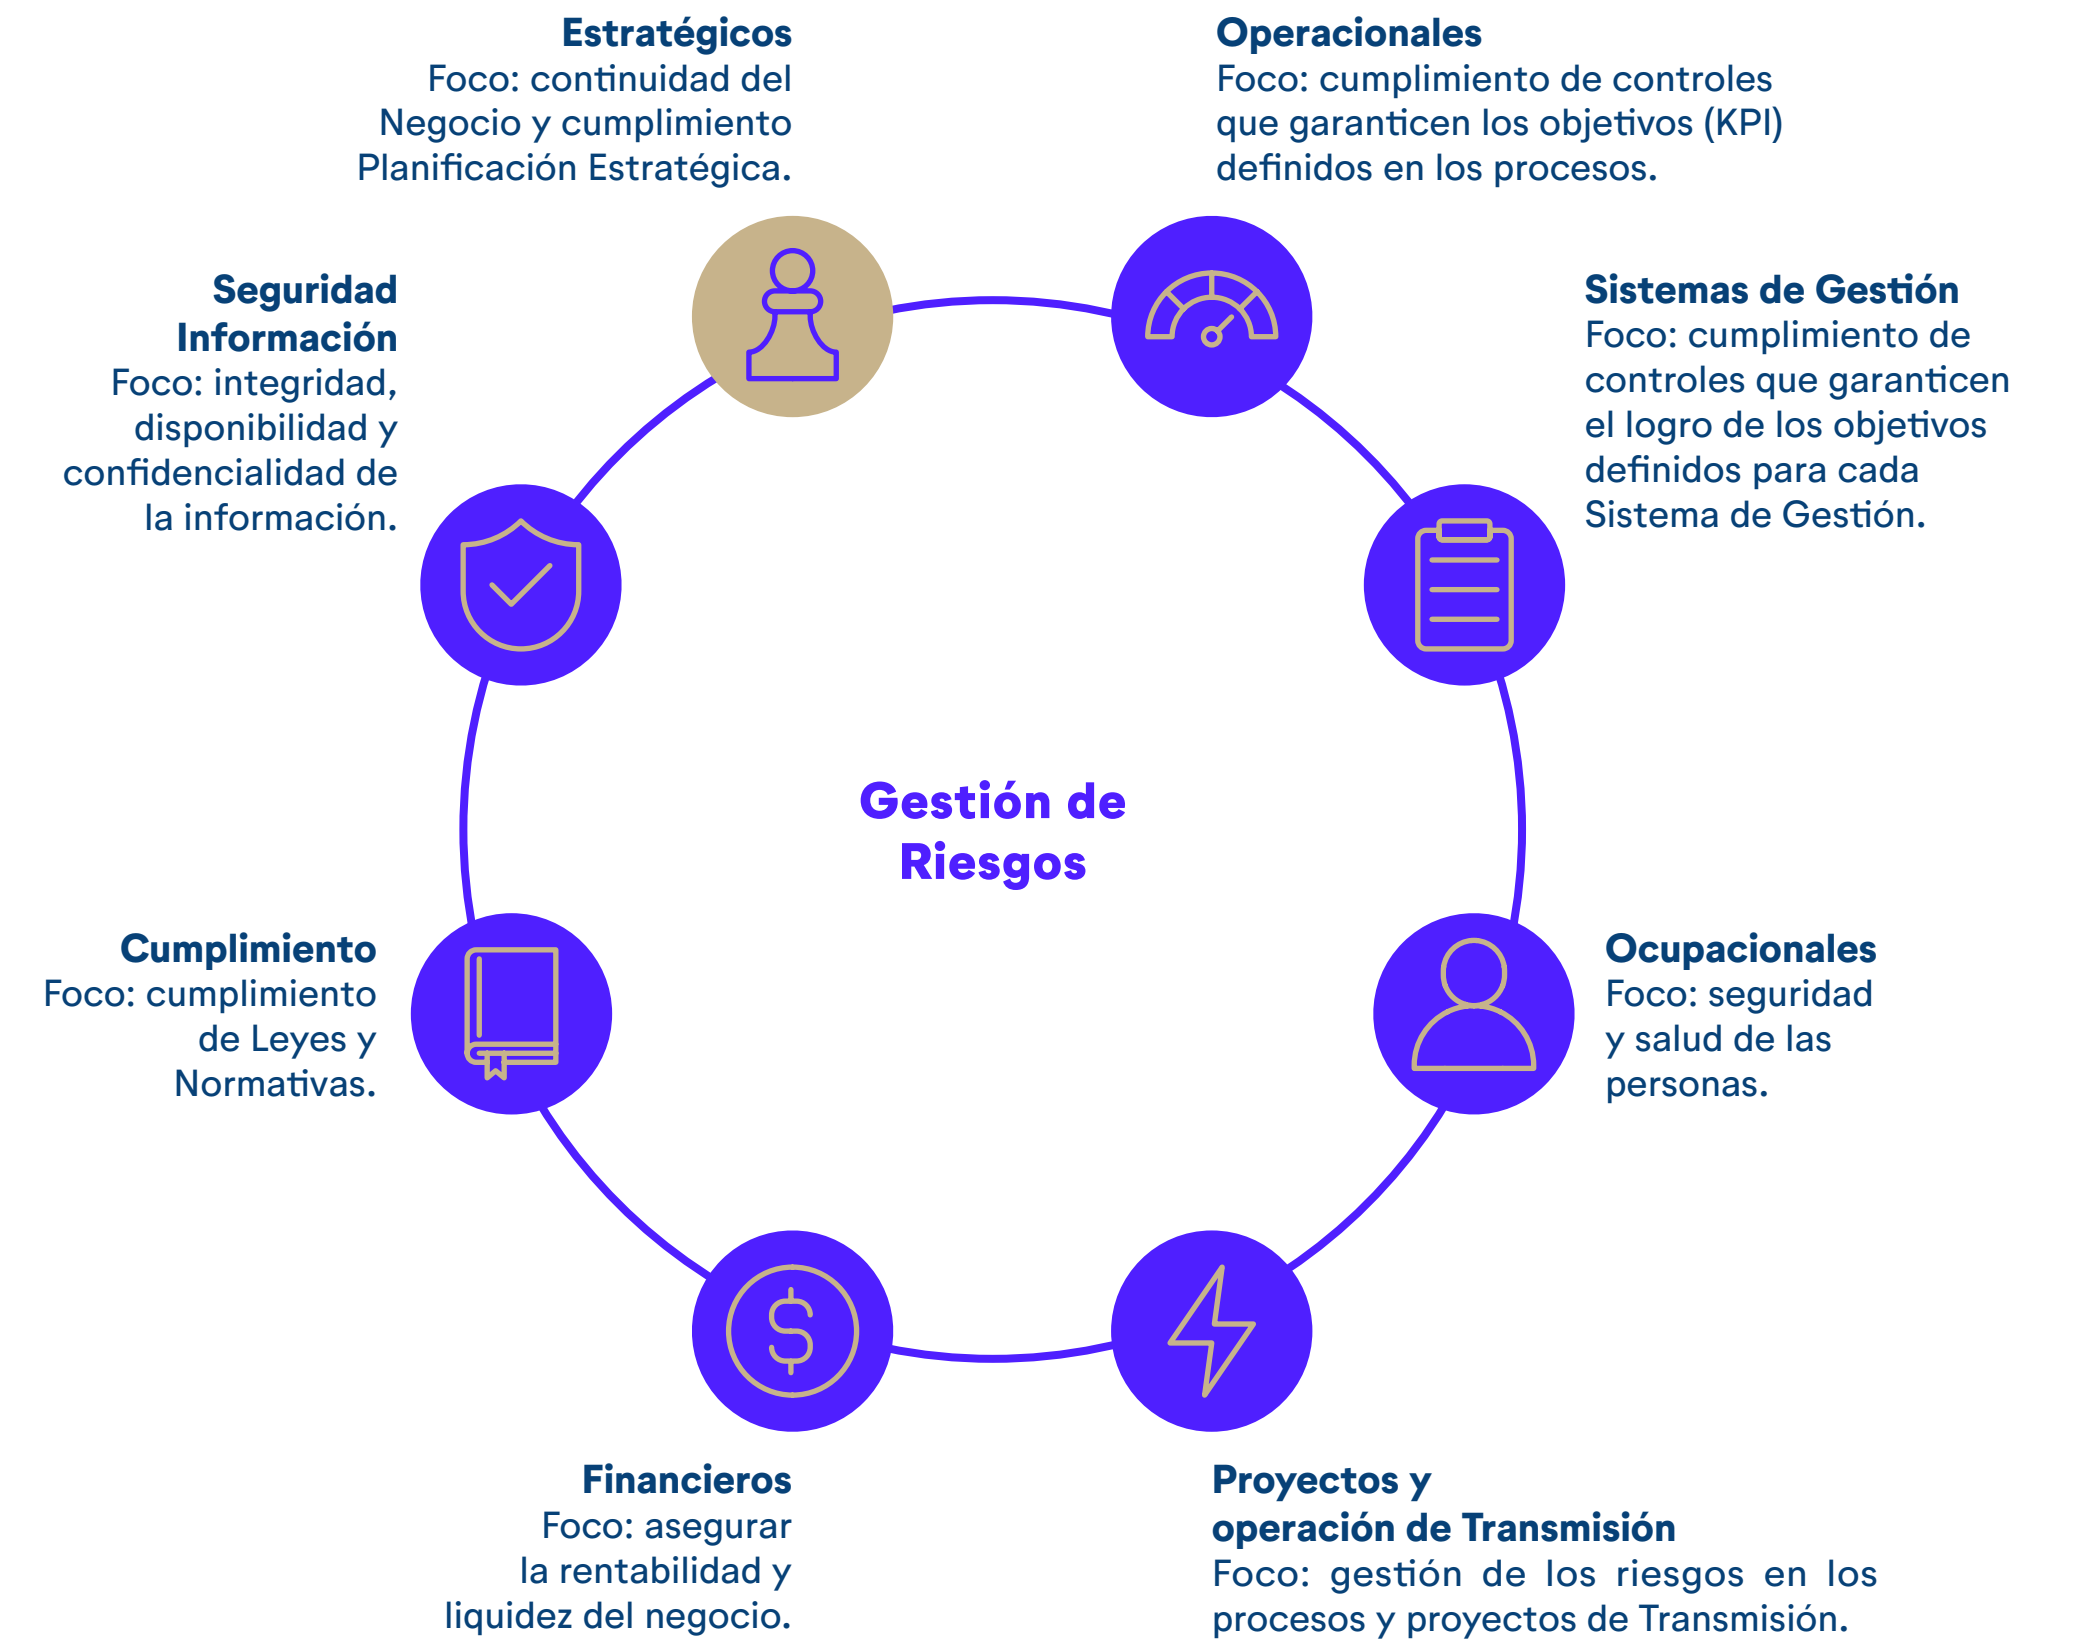 Estratégicos
Foco: continuidad del
Negocio y cumplimiento
Planificación Estratégica.
Operacionales
Foco: cumplimiento de controles
que garanticen los objetivos (KPI)
definidos en los procesos.
Seguridad
Información
Foco: integridad,
disponibilidad y
confidencialidad de
la información.
Sistemas de Gestión
Foco: cumplimiento de
controles que garanticen
el logro de los objetivos
definidos para cada
Sistema de Gestión.
Gestión de
Riesgos
Cumplimiento
Foco: cumplimiento
de Leyes y
Normativas.
Ocupacionales
Foco: seguridad
y salud de las
personas.
Financieros
Foco: asegurar
la rentabilidad y
liquidez del negocio.
Proyectos y
operación de Transmisión
Foco: gestión de los riesgos en los
procesos y proyectos de Transmisión.